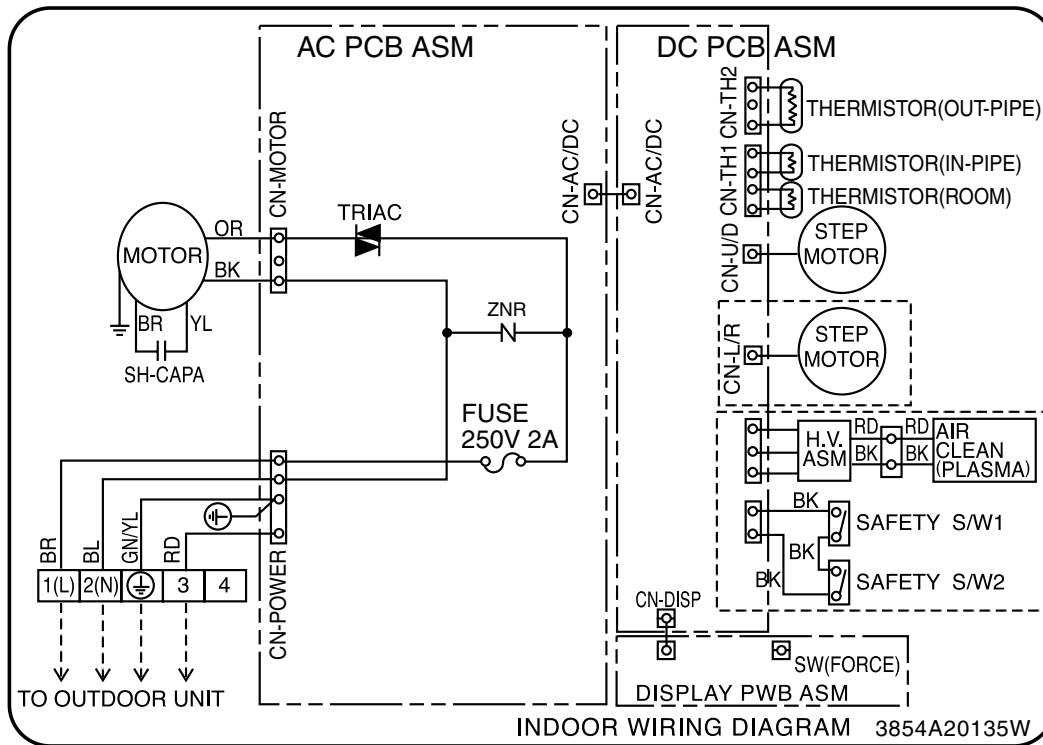 AC PCB ASM
DC PCB ASM
CN-MOTOR
CN-AC/DC
CN-AC/DC
CN-TH2
THERMISTOR(OUT-PIPE)
CN-TH1
THERMISTOR(IN-PIPE)
THERMISTOR(ROOM)
TRIAC
OR
MOTOR
BK
BR
YL
SH-CAPA
ZNR
CN-U/D
STEP
MOTOR
CN-L/R
STEP
MOTOR
FUSE
250V 2A
H.V.
ASM
RD
RD
BK
BK
AIR
CLEAN
(PLASMA)
BK
SAFETY S/W1
BK
BK
SAFETY S/W2
BR
BL
GN/YL
RD
1(L)
2(N)
3
4
CN-POWER
TO OUTDOOR UNIT
CN-DISP
SW(FORCE)
DISPLAY PWB ASM
INDOOR WIRING DIAGRAM 3854A20135W